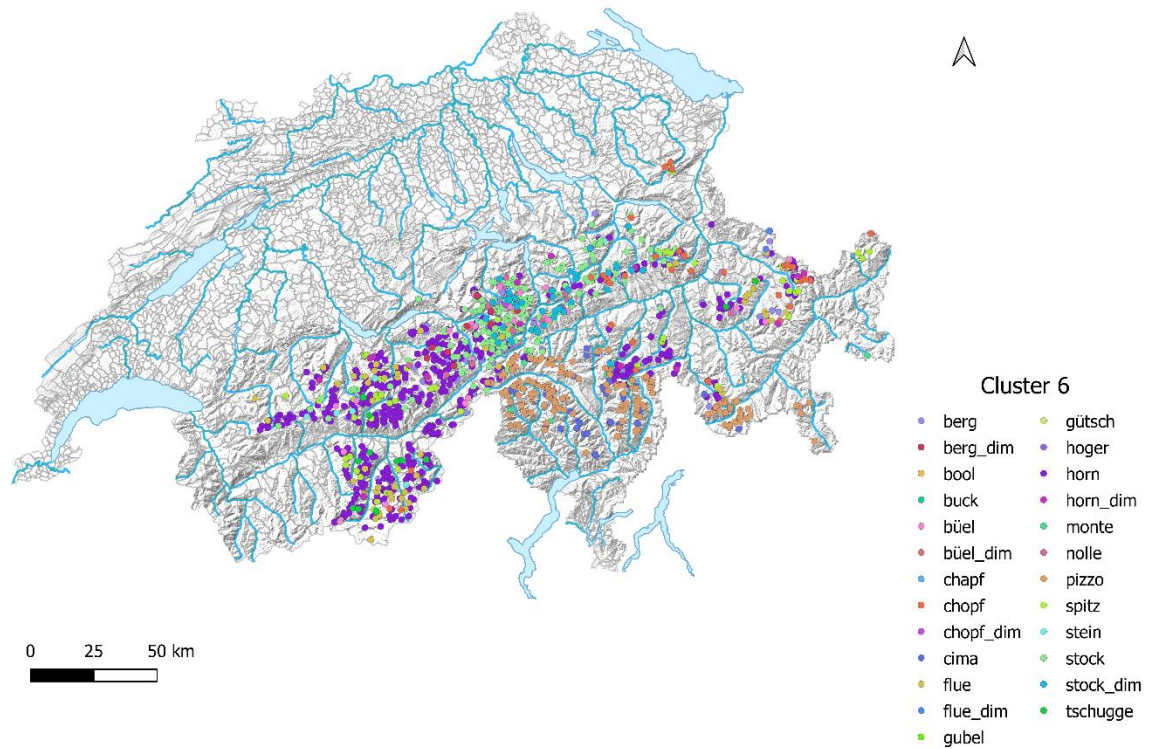 Cluster 6
berg
berg_dim
bool
buck
büel
büel_dim
chapf
chopf
chopf_dim
cima
flue
flue_dim
gubel
gütsch
hoger
horn
horn_dim
monte
nolle
pizzo
spitz
stein
stock
stock_dim
tschugge
0 25 50 km